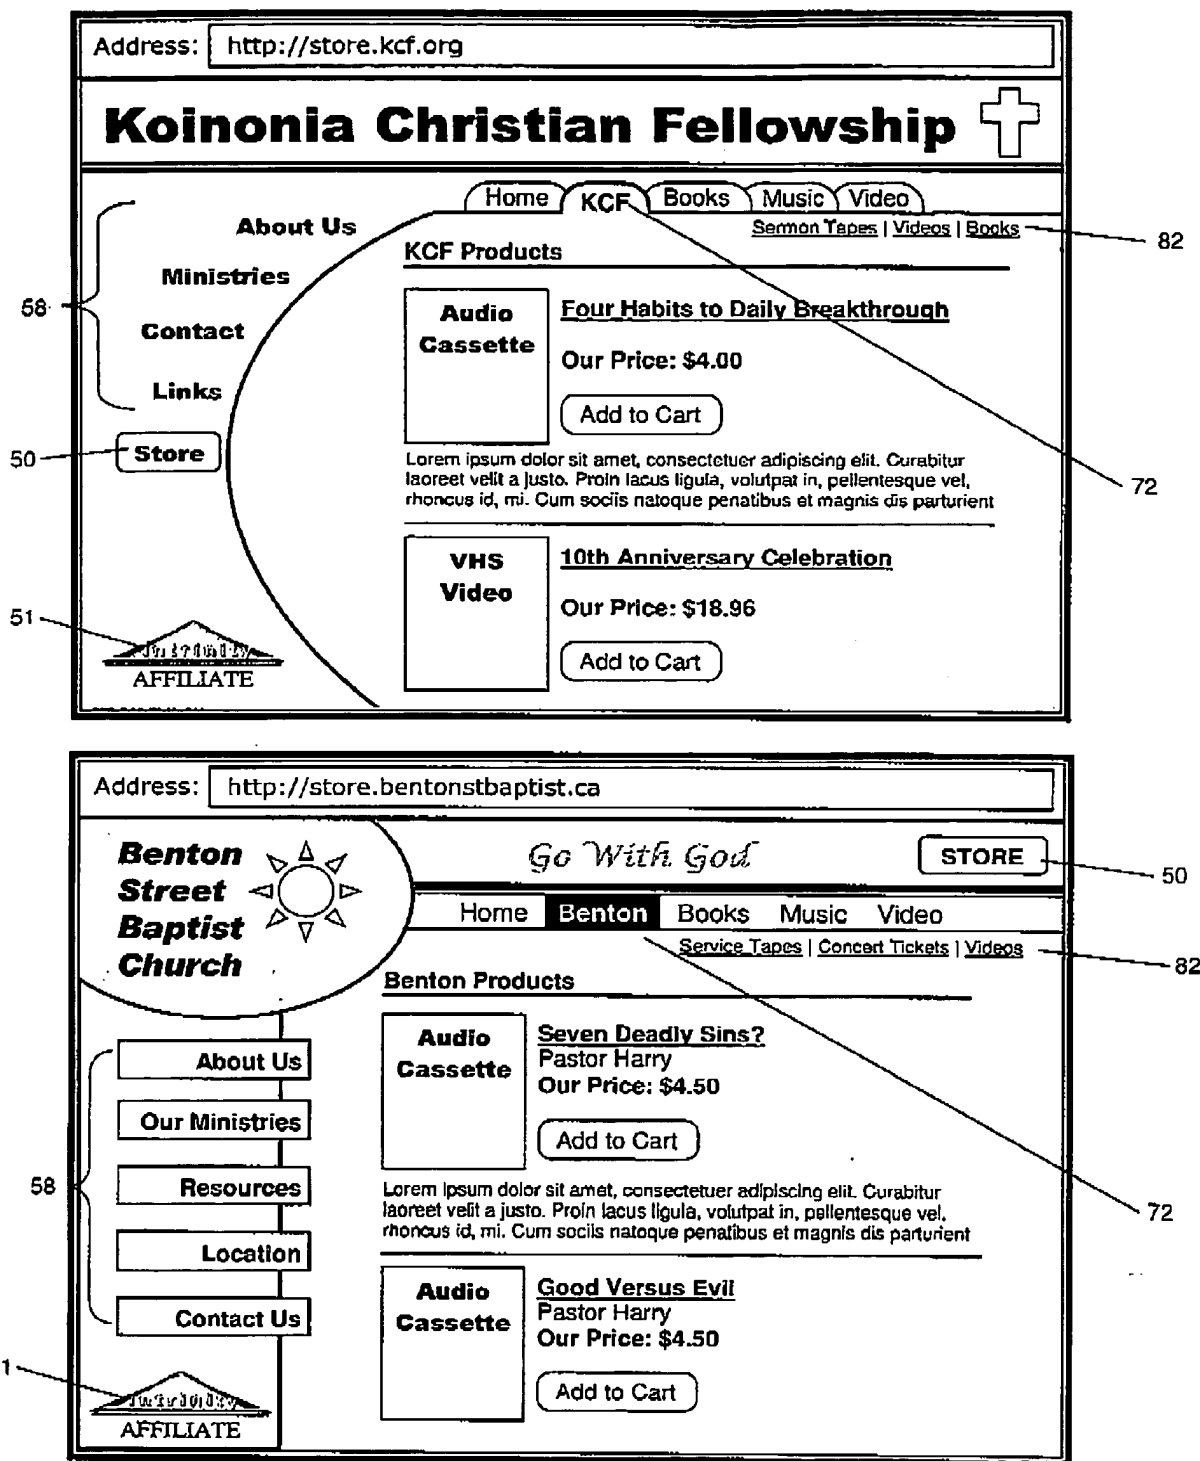 Address: http://store.kcf.org
Koinonia Christian Fellowship
Home KCF Books Music Video
Sermon Tapes | Videos | Books
82
About Us
Ministries
Contact
Links
58
Store
50
KCF Products
Audio
Cassette
Four Habits to Daily Breakthrough
Our Price: $4.00
Add to Cart
Lorem ipsum dolor sit amet, consectetuer adipiscing elit. Curabitur
laoreet velit a justo. Proin lacus ligula, volutpat in, pellentesque vel,
rhoncus id, mi. Cum sociis natoque penatibus et magnis dis parturient
72
VHS
Video
10th Anniversary Celebration
Our Price: $18.96
Add to Cart
51
AFFILIATE
Address: http://store.bentonstbaptist.ca
Benton
Street
Baptist
Church
Go With God
STORE
50
Home Benton Books Music Video
Service Tapes | Concert Tickets | Videos
82
Benton Products
About Us
Our Ministries
Resources
Location
Contact Us
58
Audio
Cassette
Seven Deadly Sins?
Pastor Harry
Our Price: $4.50
Add to Cart
Lorem ipsum dolor sit amet, consectetuer adipiscing elit. Curabitur
laoreet velit a justo. Proin lacus ligula, volutpat in, pellentesque vel,
rhoncus id, mi. Cum sociis natoque penatibus et magnis dis parturient
72
Audio
Cassette
Good Versus Evil
Pastor Harry
Our Price: $4.50
Add to Cart
1
AFFILIATE